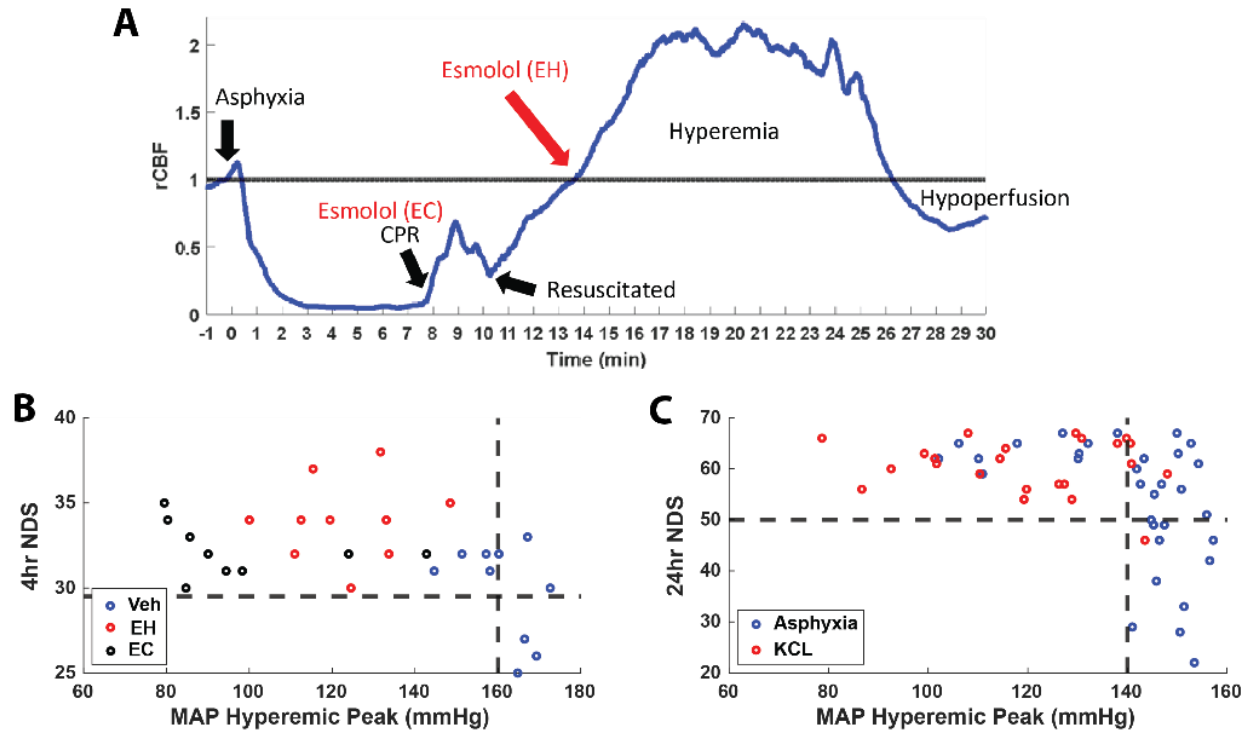 A
2
1
0.5
0
rCBF
Asphyxia
Esmolol (EH)
Hyperemia
Esmolol (EC)
CPR
Resuscitated
Hypoperfusion
-1 0 1 2 3 4 5 6 7 8 9 10 11 12 13 14 15 16 17 18 19 20 21 22 23 24 25 26 27 28 29 30
Time (min)
B
40
35
30
25
4hr NDS
Veh
EH
EC
60 80 100 120 140 160 180
MAP Hyperemic Peak (mmHg)
C
70
60
50
40
30
20
24hr NDS
Asphyxia
KCL
60 80 100 120 140 160
MAP Hyperemic Peak (mmHg)